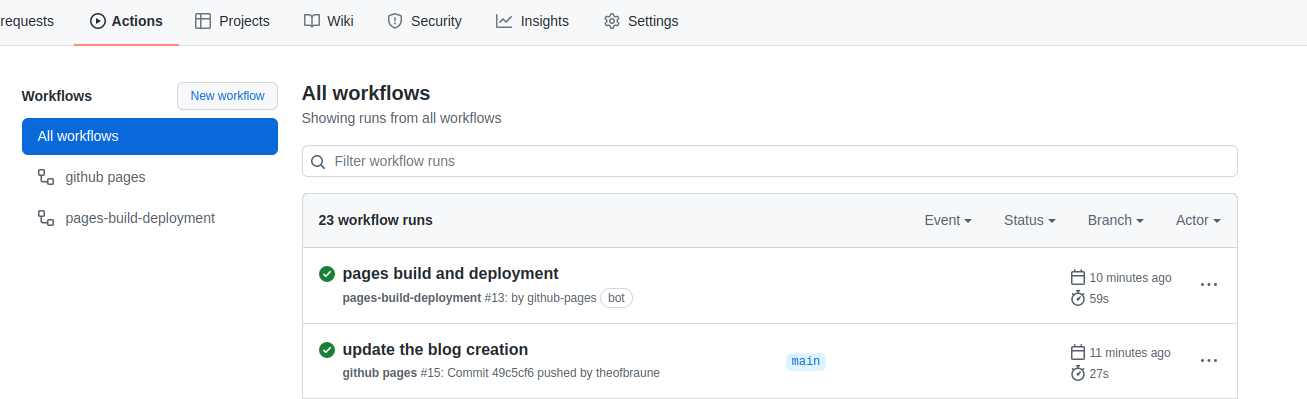 requests Actions Projects Wiki Security Insights Settings
Workflows New workflow
All workflows
github pages
pages-build-deployment
All workflows
Showing runs from all workflows
Filter workflow runs
23 workflow runs Event Status Branch Actor
pages build and deployment
pages-build-deployment #13: by github-pages bot
10 minutes ago
59s
update the blog creation
github pages #15: Commit 49c5cf6 pushed by theofbraune
main
11 minutes ago
27s